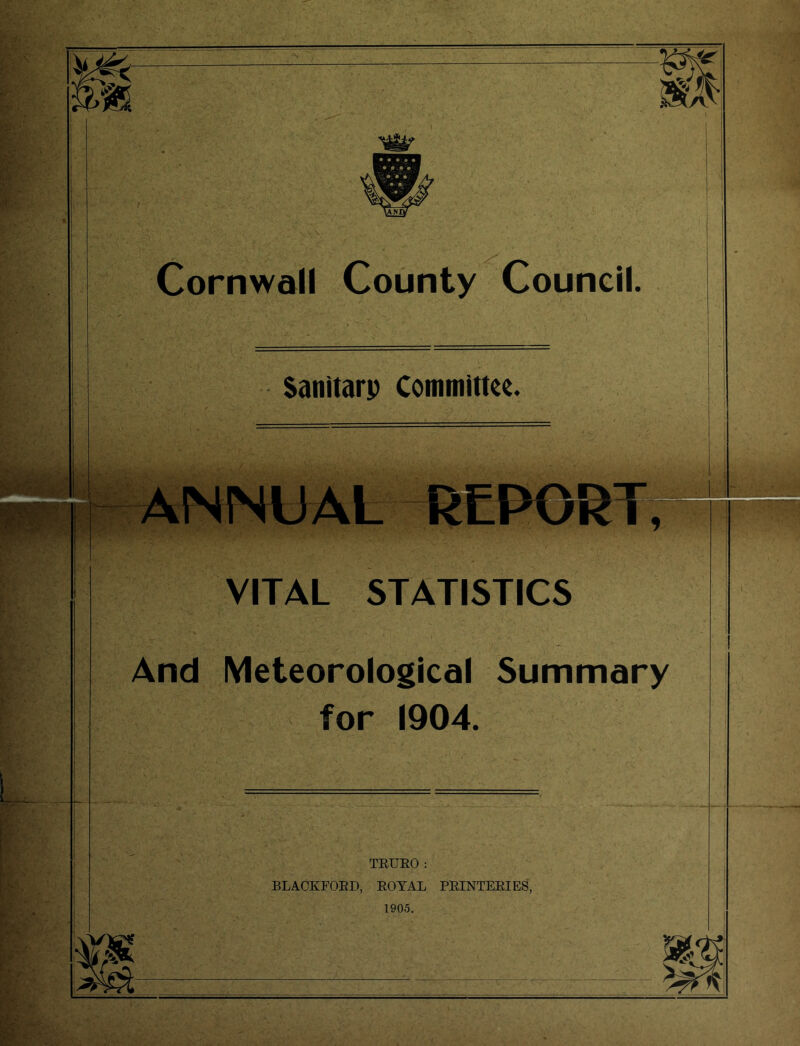 AND
Cornwall County Council.
Sanitary Committee.
ANNUAL REPORT,
VITAL STATISTICS
And Meteorological Summary
for 1904.
TRURO :
BLACKFORD, ROYAL PRINTERIES,
1905.